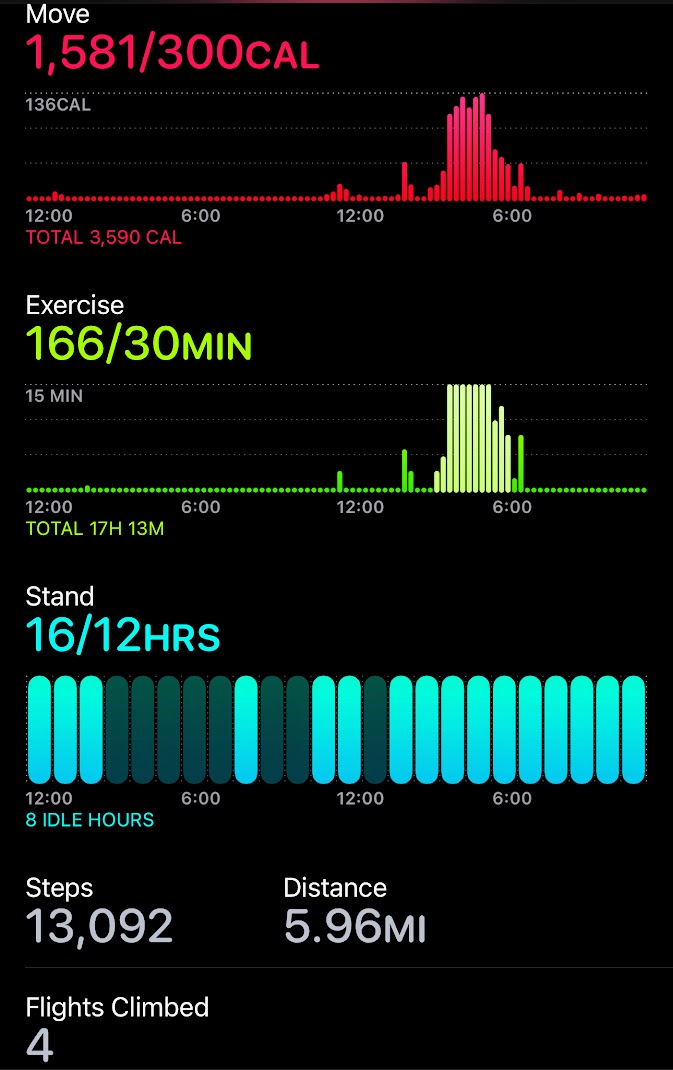 Move
1,581/300CAL
136CAL
12:00 6:00 12:00 6:00
TOTAL 3,590 CAL
Exercise
166/30MIN
15 MIN
12:00 6:00 12:00 6:00
TOTAL 17H 13M
Stand
16/12HRS
12:00 6:00 12:00 6:00
8 IDLE HOURS
Steps Distance
13,092 5.96MI
Flights Climbed
4